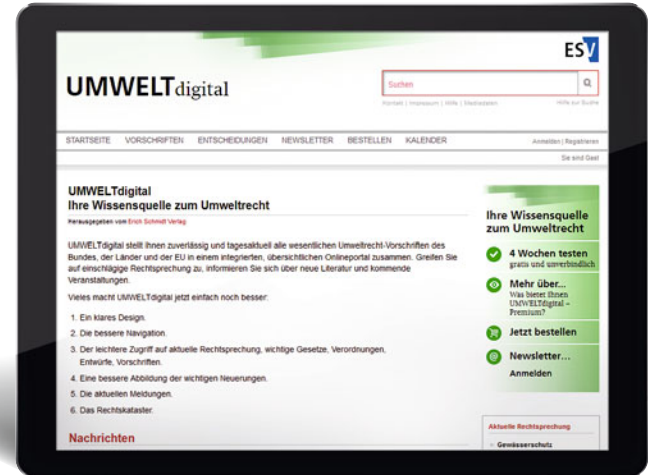 ESV
UMWELTdigital
Suchen
Kontakt | Impressum | Hilfe | Mediadaten
Hilfe zur Suche
STARTSEITE VORSCHRIFTEN ENTSCHEIDUNGEN NEWSLETTER BESTELLEN KALENDER
Anmelden | Registrieren
Sie sind Gast
UMWELTdigital
Ihre Wissensquelle zum Umweltrecht
Herausgegeben vom Erich Schmidt Verlag
UMWELTdigital stellt Ihnen zuverlässig und tagesaktuell alle wesentlichen Umweltrecht-Vorschriften des
Bundes, der Länder und der EU in einem integrierten, übersichtlichen Onlineportal zusammen. Greifen Sie
auf einschlägige Rechtsprechung zu, informieren Sie sich über neue Literatur und kommende
Veranstaltungen.
Vieles macht UMWELTdigital jetzt einfach noch besser:
1. Ein klares Design.
2. Die bessere Navigation.
3. Der leichtere Zugriff auf aktuelle Rechtsprechung, wichtige Gesetze, Verordnungen,
Entwürfe, Vorschriften.
4. Eine bessere Abbildung der wichtigen Neuerungen.
5. Die aktuellen Meldungen.
6. Das Rechtskataster.
Nachrichten
Ihre Wissensquelle
zum Umweltrecht
4 Wochen testen
gratis und unverbindlich
Mehr über...
Was bietet Ihnen
UMWELTdigital –
Premium?
Jetzt bestellen
Newsletter...
Anmelden
Aktuelle Rechtsprechung
Gewässerschutz